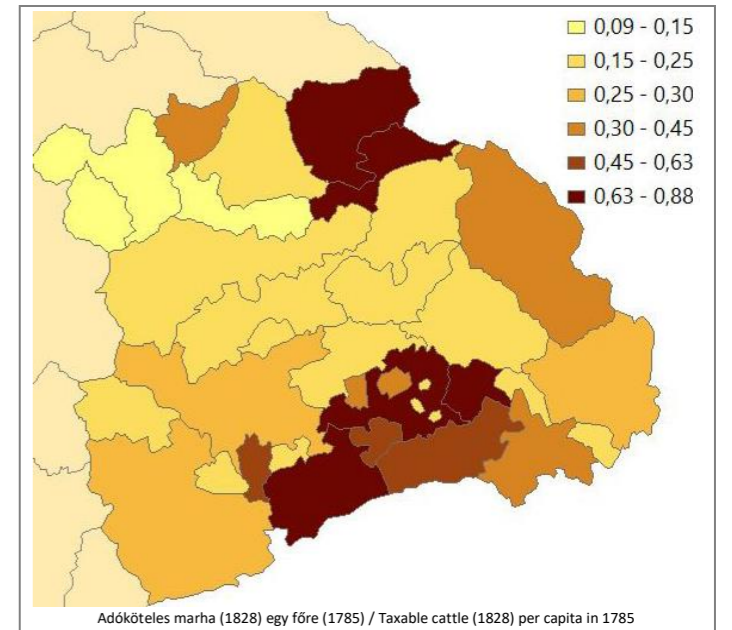 0,09 - 0,15
0,15 - 0,25
0,25 - 0,30
0,30 - 0,45
0,45 - 0,63
0,63 - 0,88
Adóköteles marha (1828) egy főre (1785) / Taxable cattle (1828) per capita in 1785